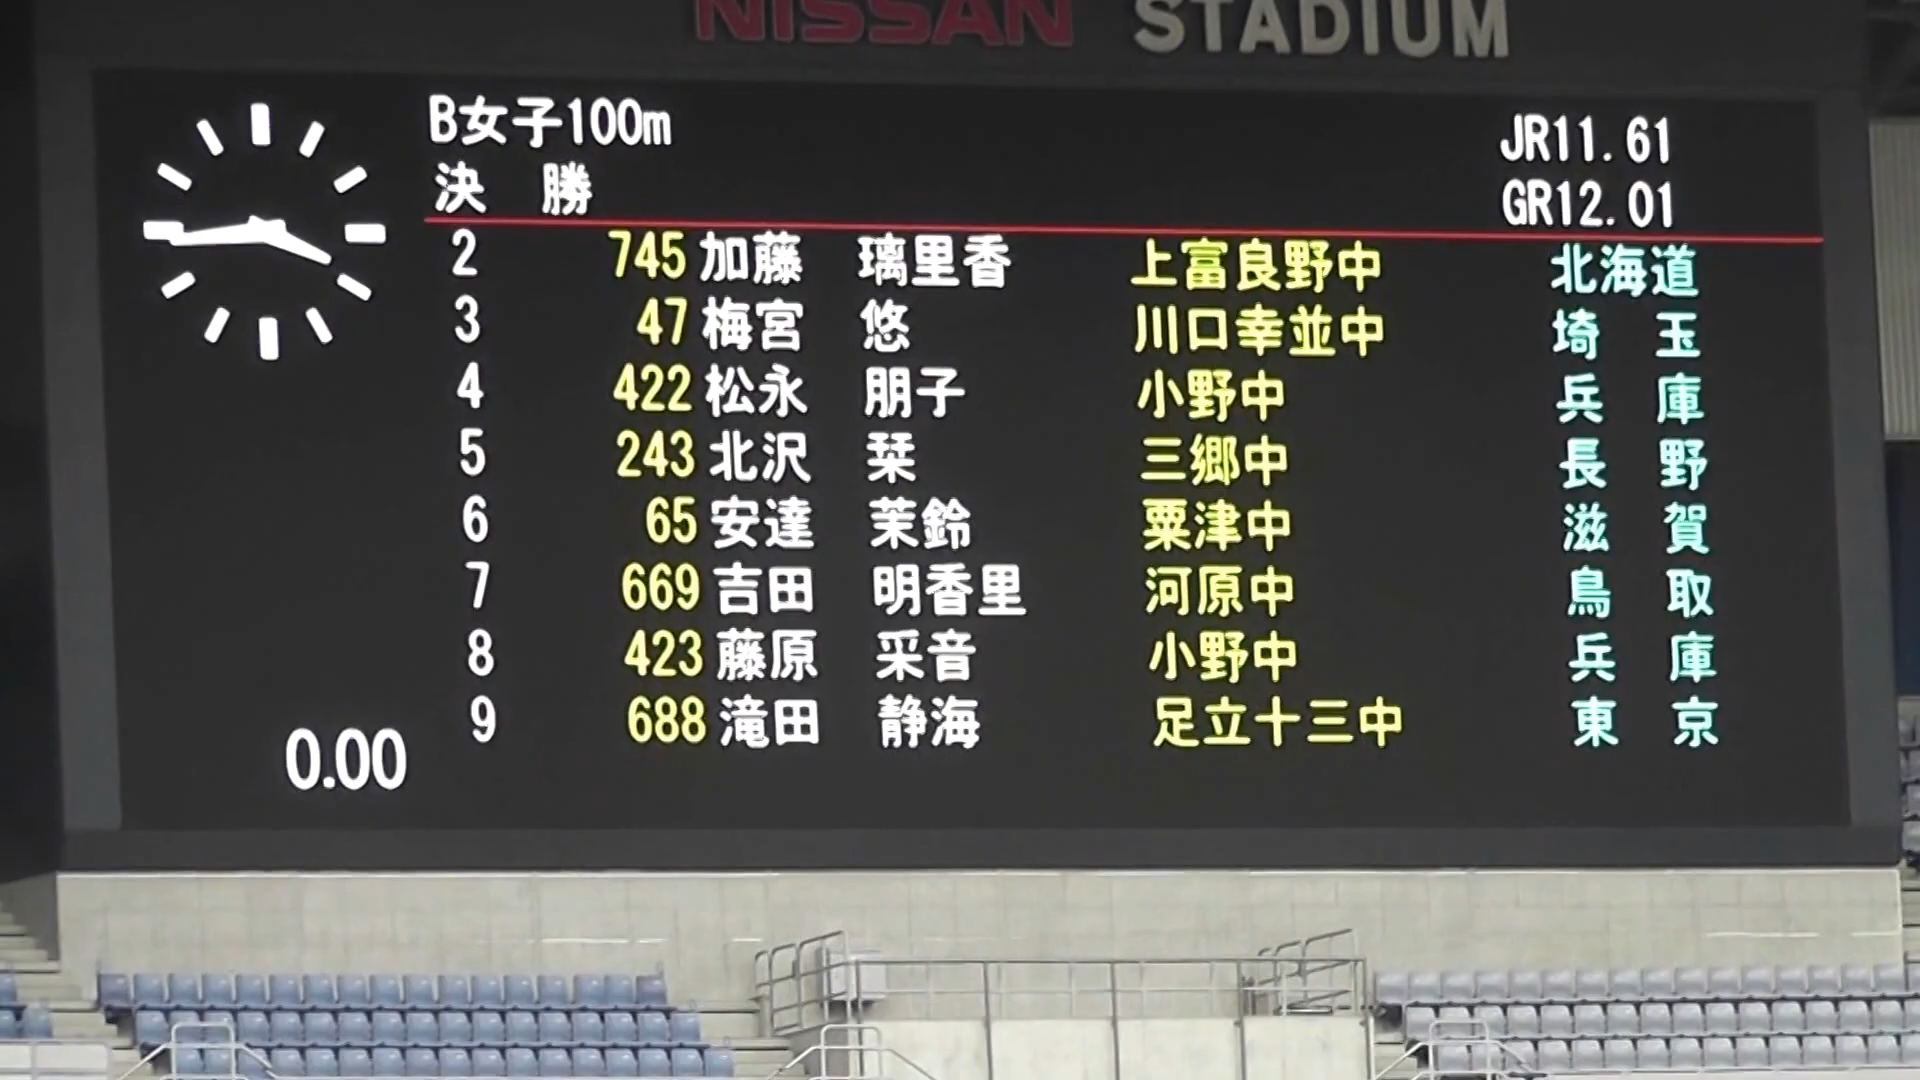 NISSAN STADIUM
B女子100m JR11.61
決 勝 GR12.01
2 745 加藤 璃里香 上富良野中 北海道
3 47 梅宮 悠 川口幸並中 埼 玉
4 422 松永 朋子 小野中 兵 庫
5 243 北沢 栞 三郷中 長 野
6 65 安達 茉鈴 粟津中 滋 賀
7 669 吉田 明香里 河原中 鳥 取
8 423 藤原 采音 小野中 兵 庫
9 688 滝田 静海 足立十三中 東 京
0.00